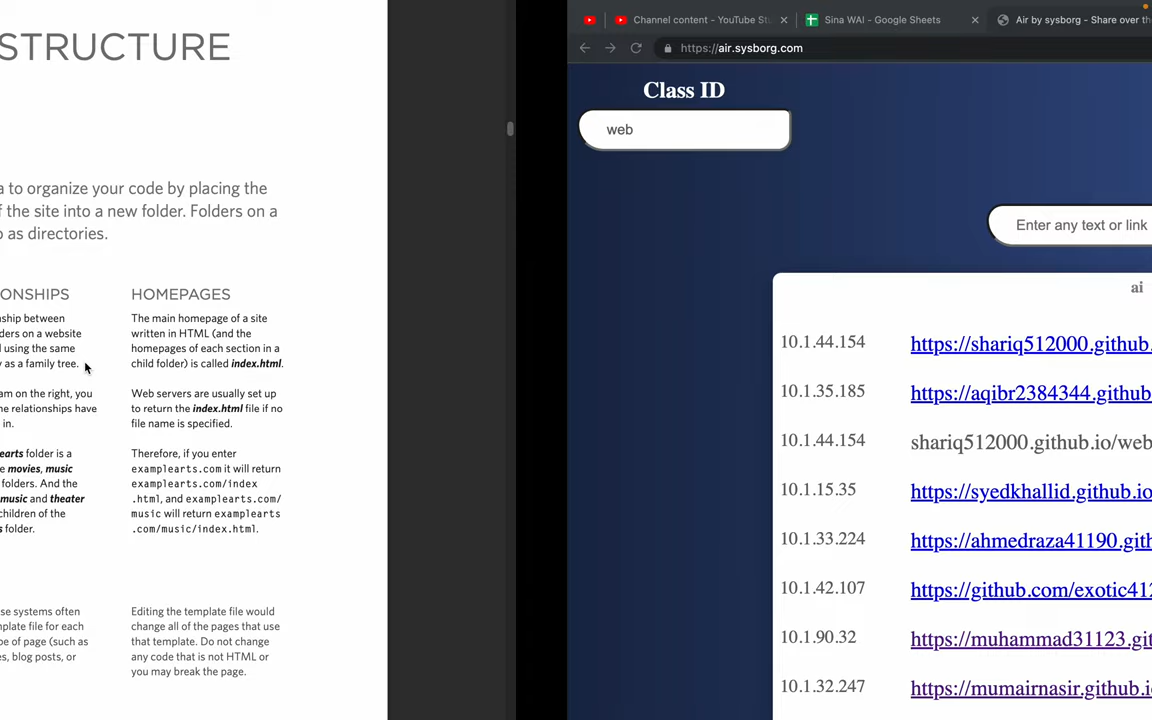 STRUCTURE
a to organize your code by placing the
f the site into a new folder. Folders on a
o as directories.
ONSHIPS
nship between
ders on a website
d using the same
y as a family tree.
am on the right, you
ne relationships have
in.
earts folder is a
e movies, music
folders. And the
music and theater
children of the
s folder.
HOMEPAGES
The main homepage of a site
written in HTML (and the
homepages of each section in a
child folder) is called index.html.
Web servers are usually set up
to return the index.html file if no
file name is specified.
Therefore, if you enter
examplearts.com it will return
examplearts.com/index
.html, and examplearts.com/
music will return examplearts
.com/music/index.html.
se systems often
mplate file for each
pe of page (such as
es, blog posts, or
Editing the template file would
change all of the pages that use
that template. Do not change
any code that is not HTML or
you may break the page.
Channel content - YouTube Stu
Sina WAI - Google Sheets
Air by sysborg - Share over th
https://air.sysborg.com
Class ID
web
Enter any text or link
ai
10.1.44.154 https://shariq512000.github.
10.1.35.185 https://aqibr2384344.github
10.1.44.154 shariq512000.github.io/web
10.1.15.35 https://syedkhallid.github.io
10.1.33.224 https://ahmedraza41190.gith
10.1.42.107 https://github.com/exotic412
10.1.90.32 https://muhammad31123.git
10.1.32.247 https://mumairnasir.github.i